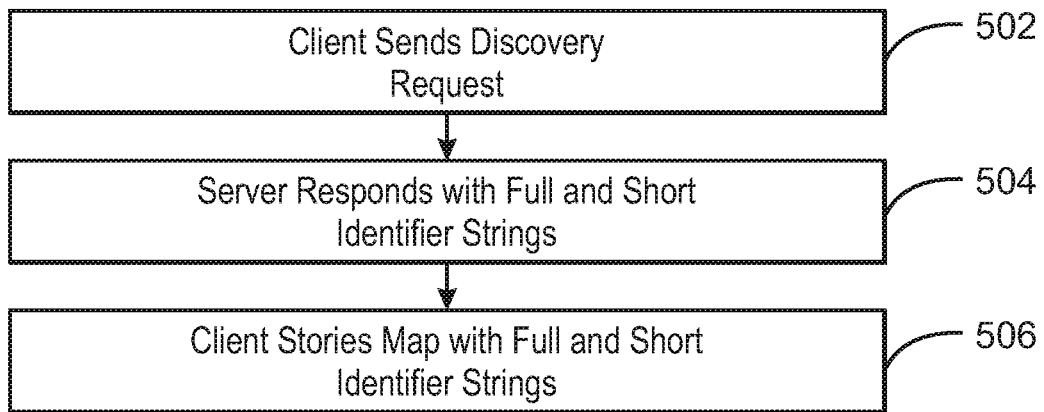 Client Sends Discovery
Request
502
Server Responds with Full and Short
Identifier Strings
504
Client Stories Map with Full and Short
Identifier Strings
506